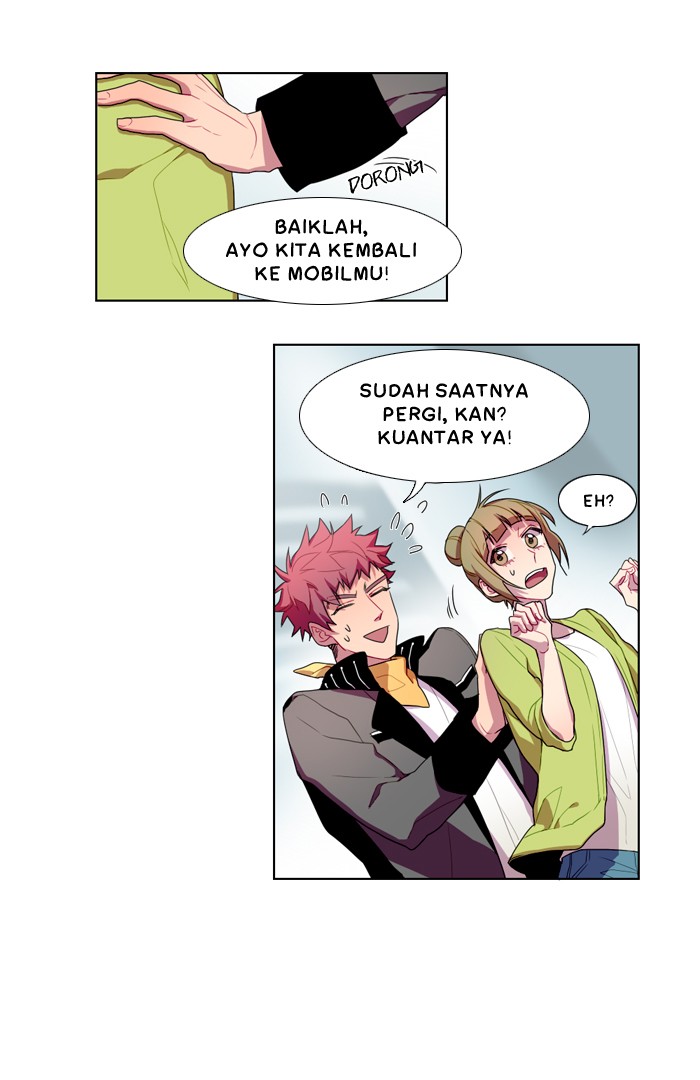 DORONG
BAIKLAH,
AYO KITA KEMBALI
KE MOBILMU!
SUDAH SAATNYA
PERGI, KAN?
KUANTAR YA!
EH?